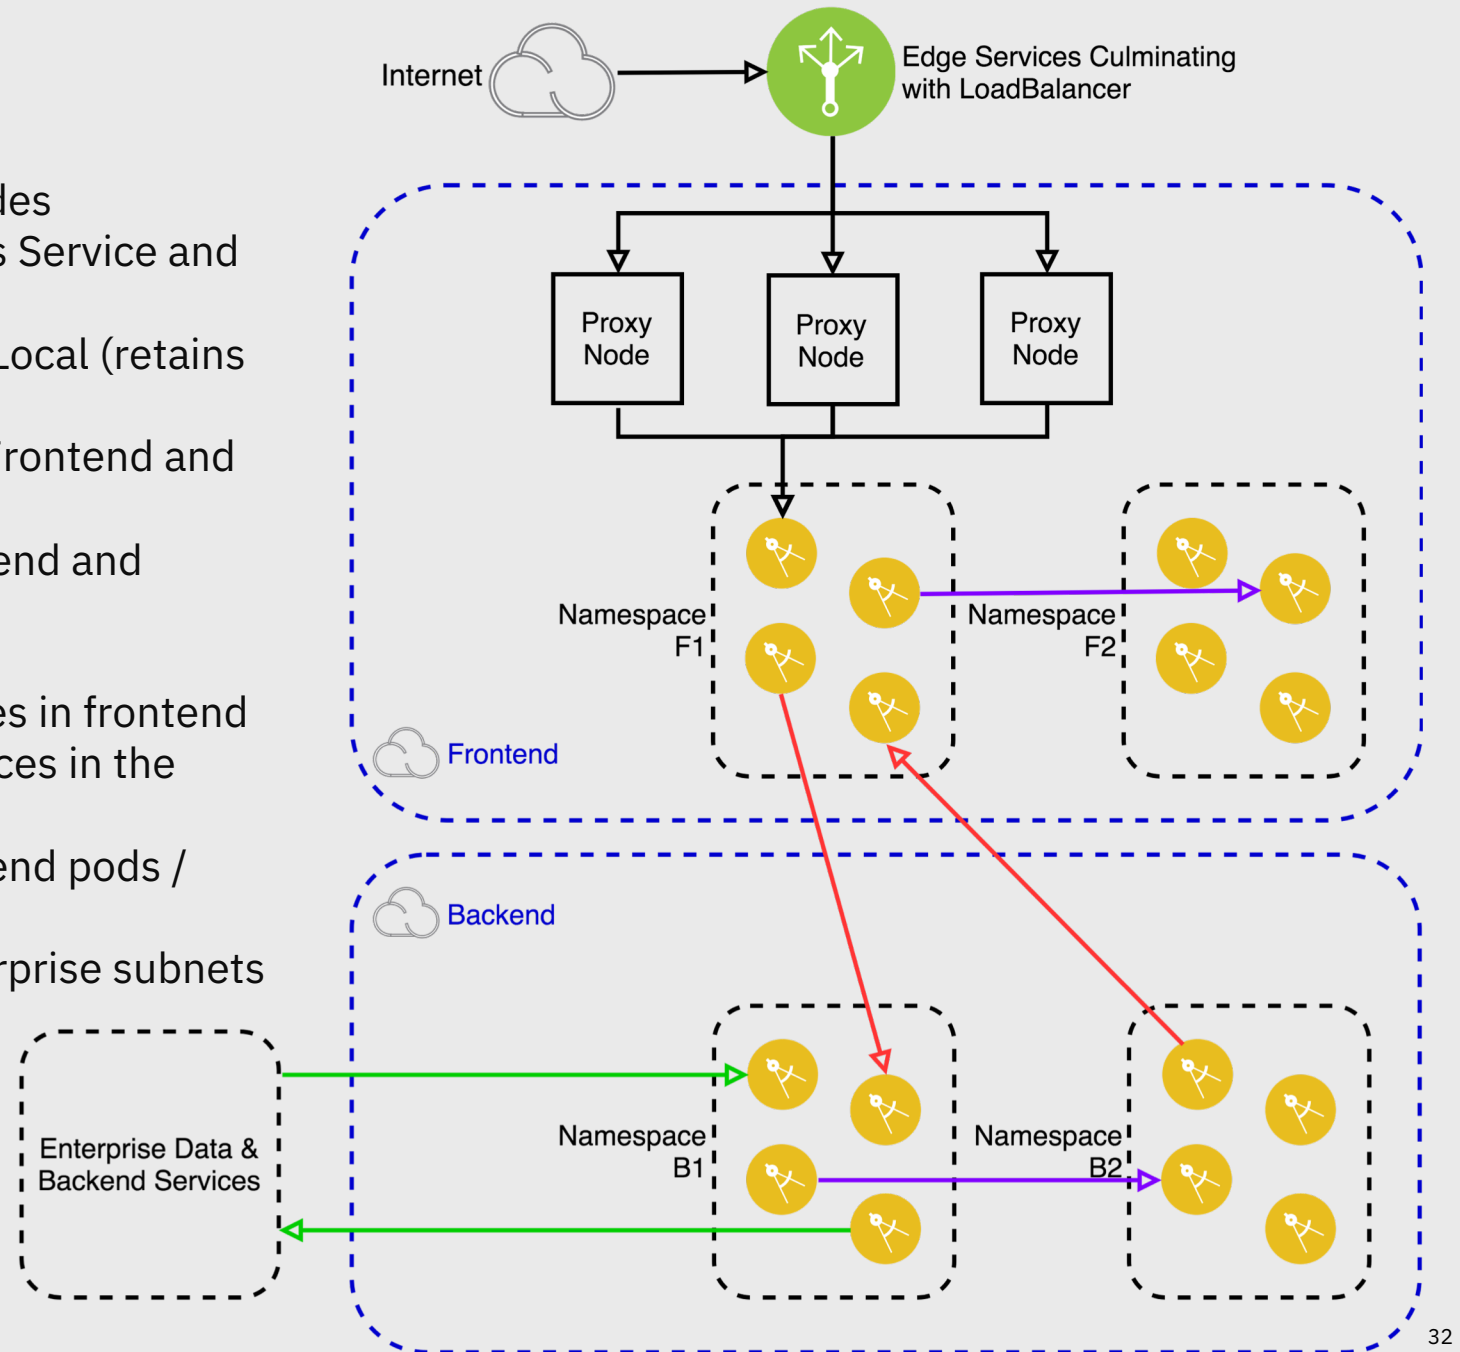 Internet
Edge Services Culminating
with LoadBalancer
des
s Service and
Local (retains
frontend and
end and
es in frontend
ces in the
end pods /
rprise subnets
Proxy
Node
Proxy
Node
Proxy
Node
Namespace
F1
Namespace
F2
Frontend
Backend
Enterprise Data &
Backend Services
Namespace
B1
Namespace
B2
32